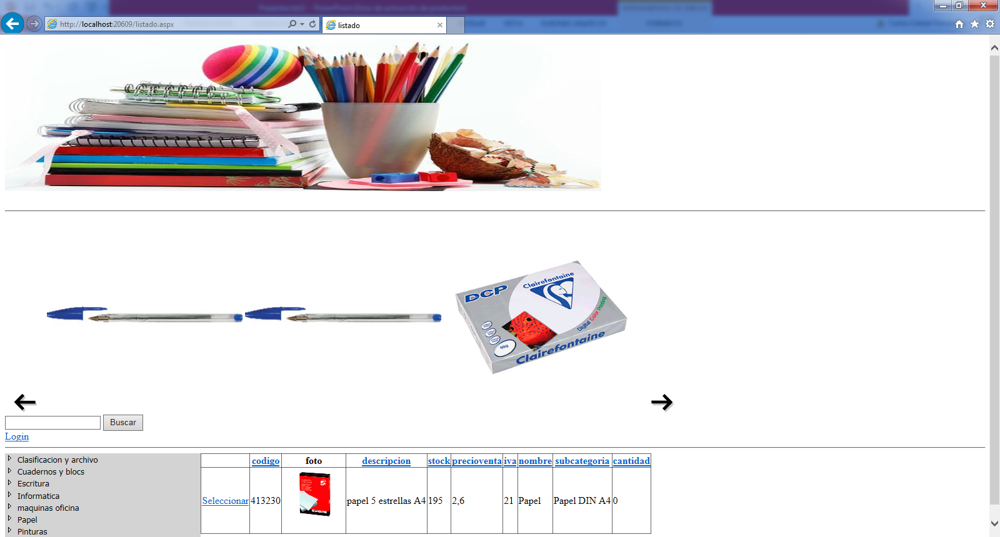 http://localhost:20609/listado.aspx
listado
DCP
Clairefontaine
Digital Color Printing
90g
Clairefontaine
Buscar
Login
Clasificacion y archivo
Cuadernos y blocs
Escritura
Informatica
maquinas oficina
Papel
Pinturas
codigo foto descripcion stock precioventa iva nombre subcategoria cantidad
Seleccionar 413230 papel 5 estrellas A4 195 2,6 21 Papel Papel DIN A4 0